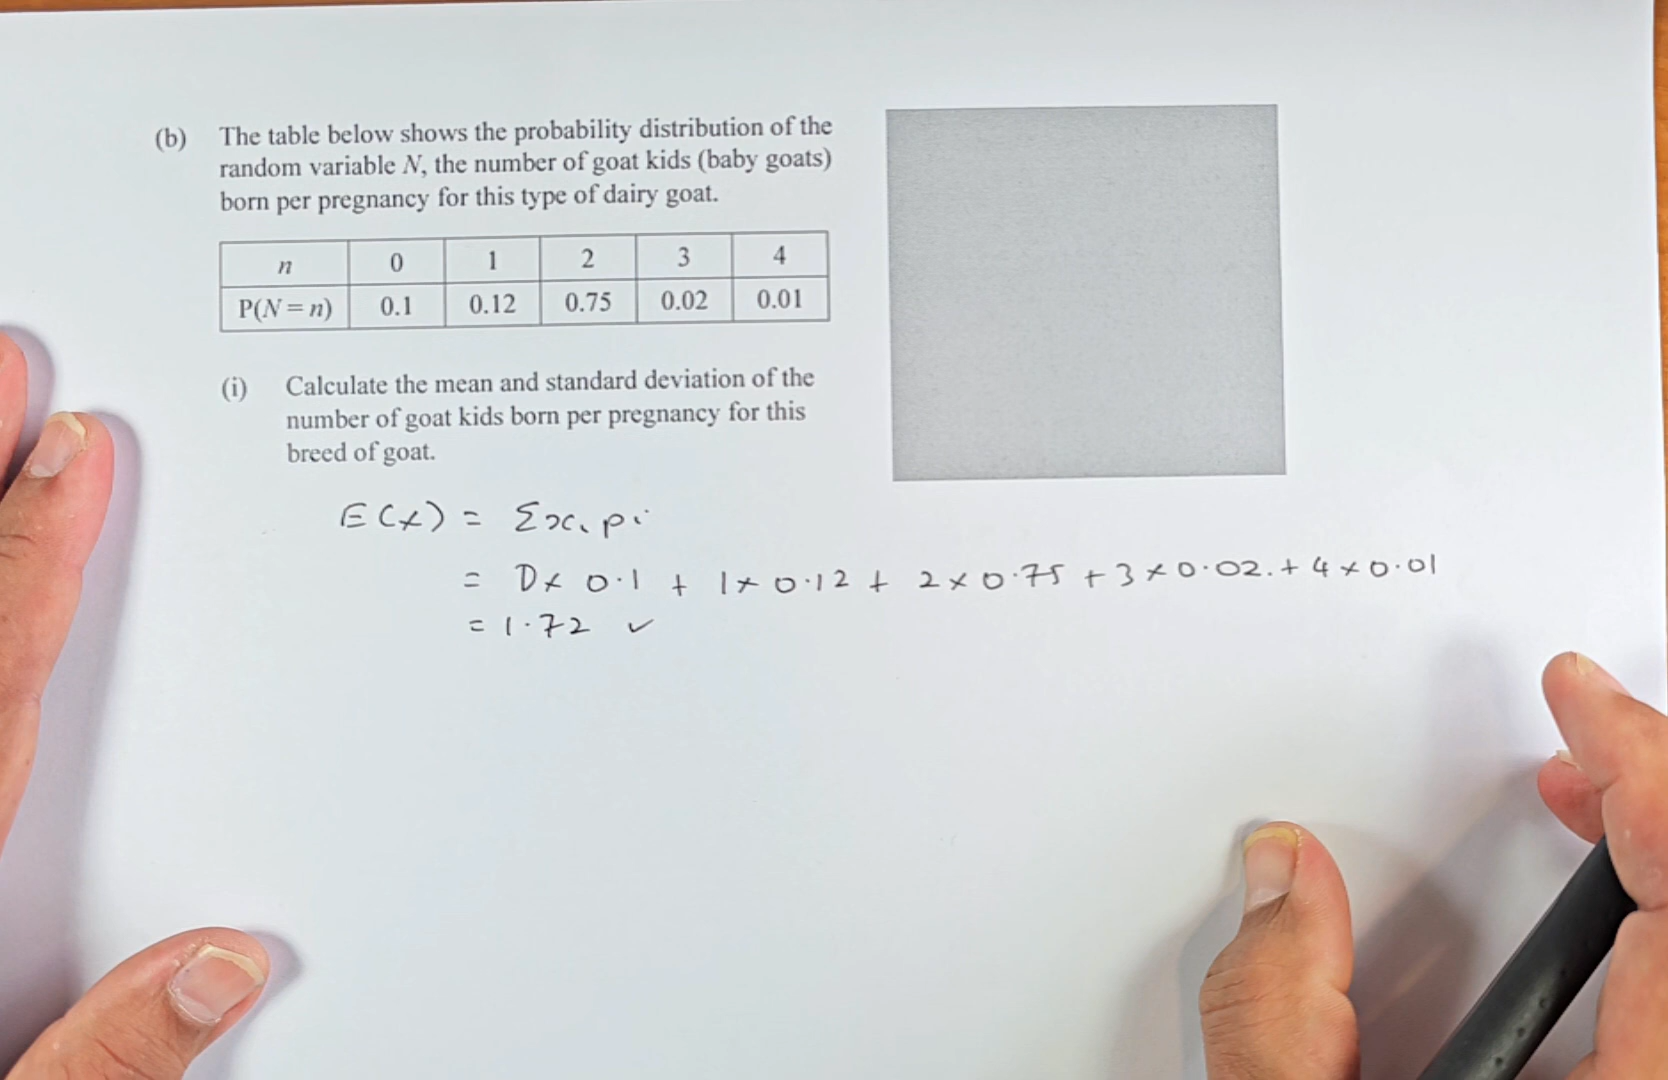 (b) The table below shows the probability distribution of the
random variable N, the number of goat kids (baby goats)
born per pregnancy for this type of dairy goat.
n 0 1 2 3 4
P(N = n) 0.1 0.12 0.75 0.02 0.01
(i) Calculate the mean and standard deviation of the
number of goat kids born per pregnancy for this
breed of goat.
E(x) = Σxi pi
= 0 × 0.1 + 1 × 0.12 + 2 × 0.75 + 3 × 0.02. + 4 × 0.01
= 1.72 ✓